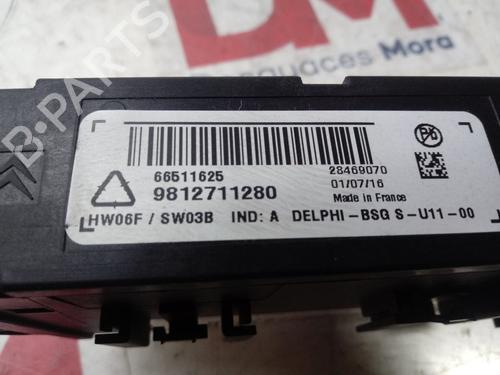 Desguaces Mora
B-PARTS
Pb
66511625
28469070
9812711280
01/07/16
Made in France
HW06F / SW03B IND: A DELPHI-BSG S-U11-00